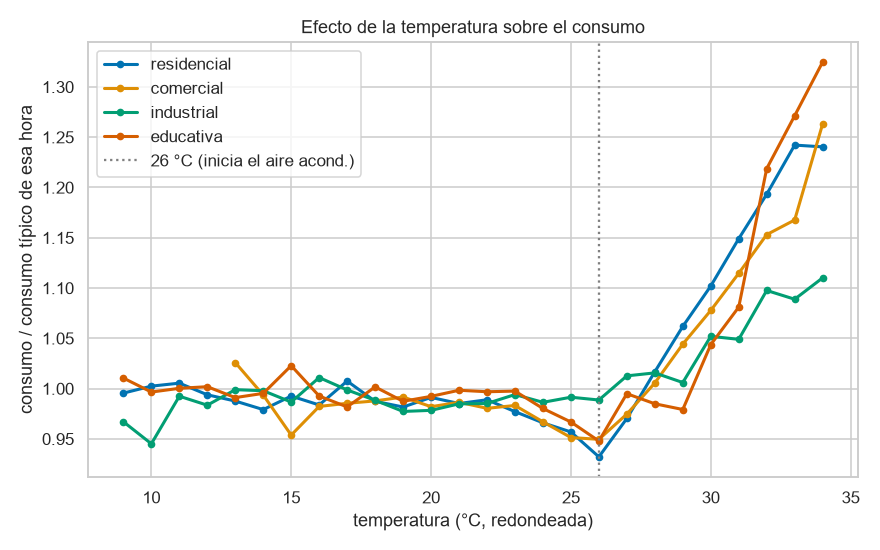 Efecto de la temperatura sobre el consumo
residencial
comercial
industrial
educativa
26 °C (inicia el aire acond.)
consumo / consumo típico de esa hora
1.30
1.25
1.20
1.15
1.10
1.05
1.00
0.95
10 15 20 25 30 35
temperatura (°C, redondeada)